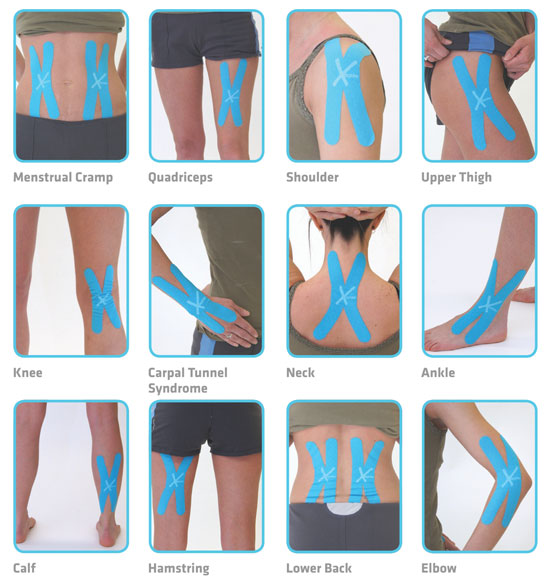 Menstrual Cramp
Quadriceps
Shoulder
Upper Thigh
Knee
Carpal Tunnel
Syndrome
Neck
Ankle
Calf
Hamstring
Lower Back
Elbow